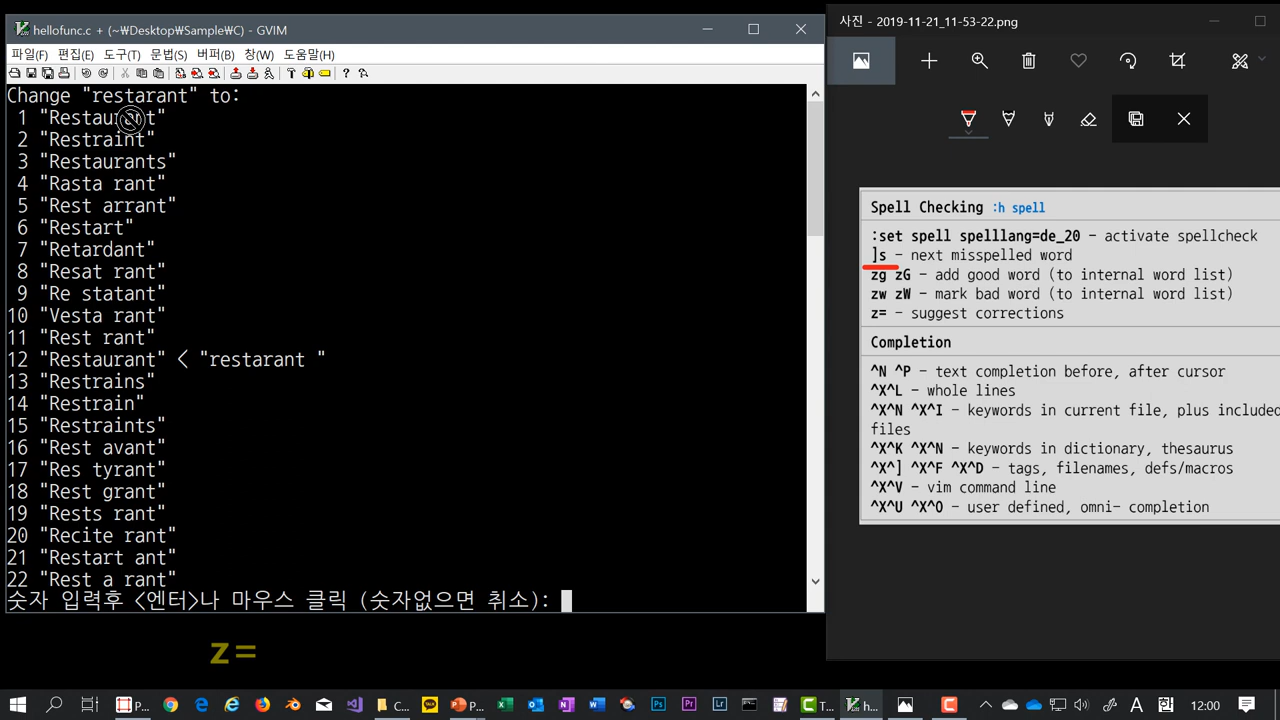 hellofunc.c + (~₩Desktop₩Sample₩C) - GVIM
파일(F) 편집(E) 도구(T) 문법(S) 버퍼(B) 창(W) 도움말(H)
Change "restarant" to:
1 "Restaurant"
2 "Restraint"
3 "Restaurants"
4 "Rasta rant"
5 "Rest arrant"
6 "Restart"
7 "Retardant"
8 "Resat rant"
9 "Re statant"
10 "Vesta rant"
11 "Rest rant"
12 "Restaurant" < "restarant "
13 "Restrains"
14 "Restrain"
15 "Restraints"
16 "Rest avant"
17 "Res tyrant"
18 "Rest grant"
19 "Rests rant"
20 "Recite rant"
21 "Restart ant"
22 "Rest a rant"
숫자 입력후 <엔터>나 마우스 클릭 (숫자없으면 취소):
z=
사진 - 2019-11-21_11-53-22.png
Spell Checking :h spell
:set spell spelllang=de_20 - activate spellcheck
]s - next misspelled word
zg zG - add good word (to internal word list)
zw zW - mark bad word (to internal word list)
z= - suggest corrections
Completion
^N ^P - text completion before, after cursor
^X^L - whole lines
^X^N ^X^I - keywords in current file, plus included
files
^X^K ^X^N - keywords in dictionary, thesaurus
^X^] ^X^F ^X^D - tags, filenames, defs/macros
^X^V - vim command line
^X^U ^X^O - user defined, omni- completion
P... C... P... T... h... A 12:00